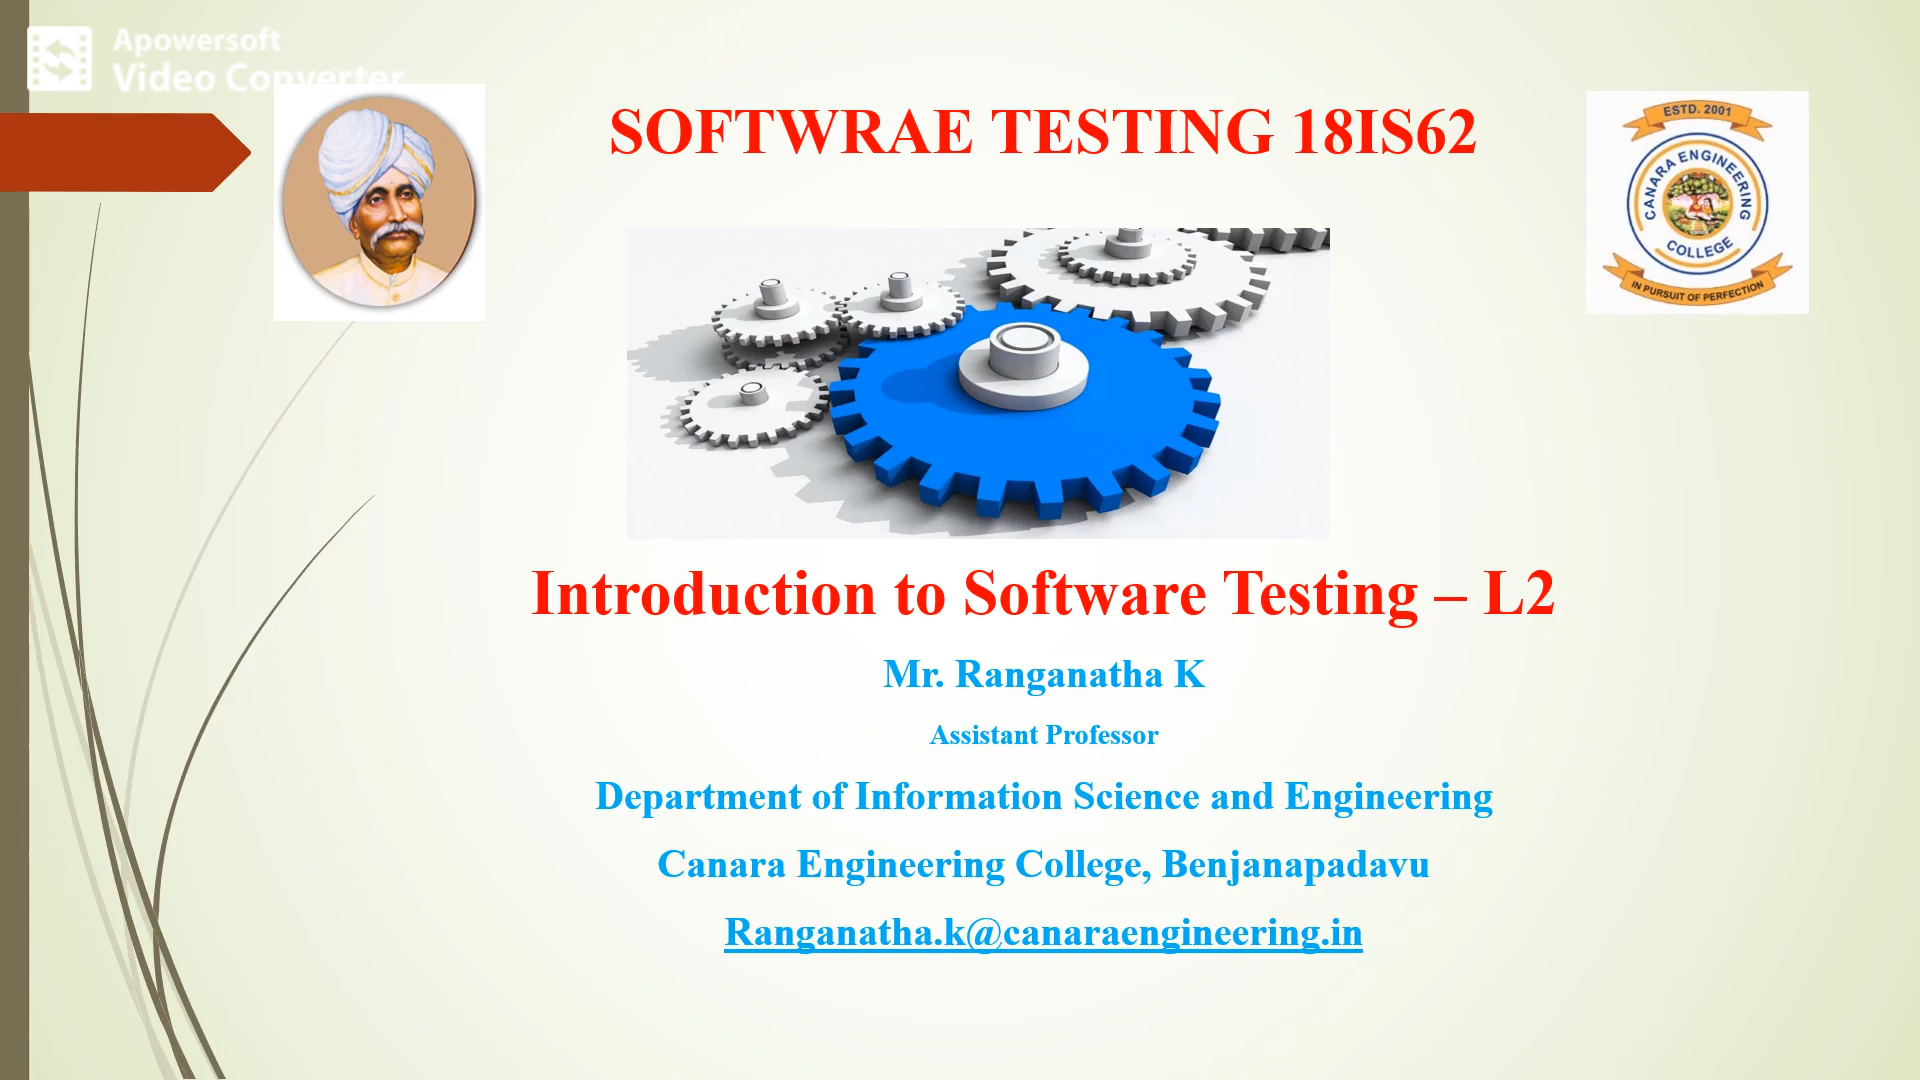 Apowersoft
Video Converter
SOFTWRAE TESTING 18IS62
ESTD. 2001
CANARA ENGINEERING
COLLEGE
IN PURSUIT OF PERFECTION
Introduction to Software Testing – L2
Mr. Ranganatha K
Assistant Professor
Department of Information Science and Engineering
Canara Engineering College, Benjanapadavu
Ranganatha.k@canaraengineering.in